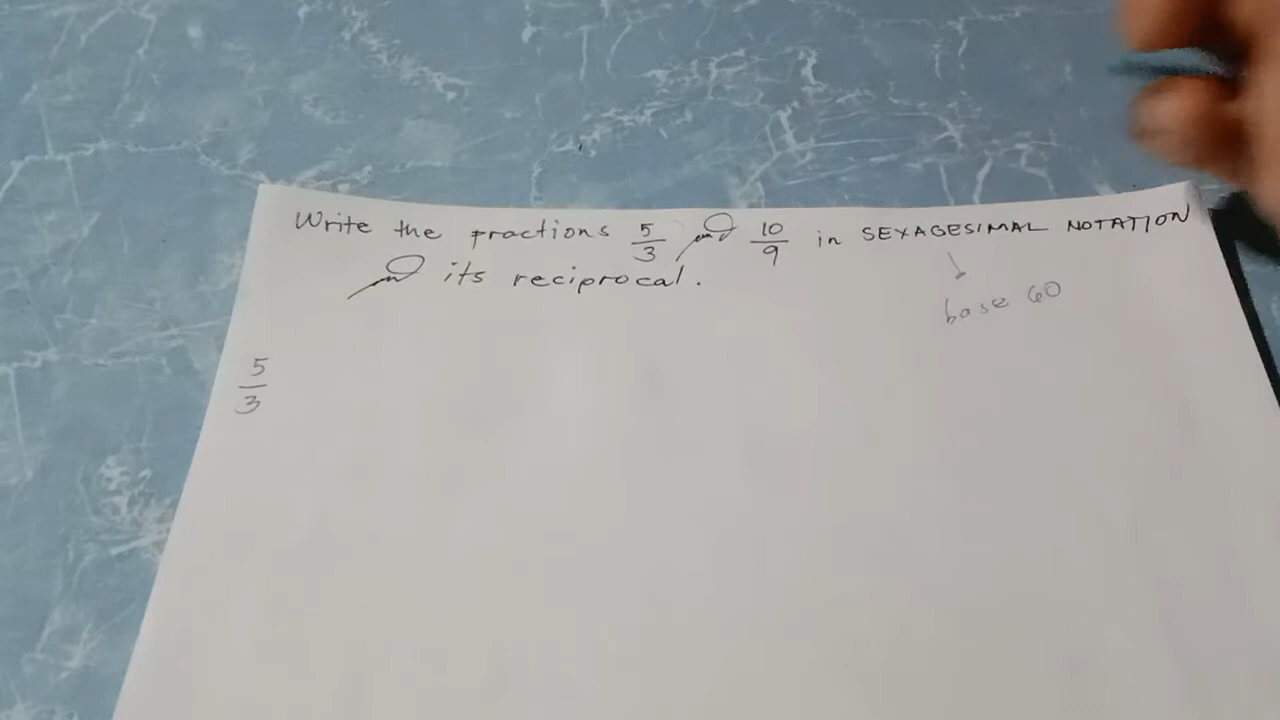 Write the fractions 5/3 and 10/9 in SEXAGESIMAL NOTATION
and its reciprocal.
base 60
5/3